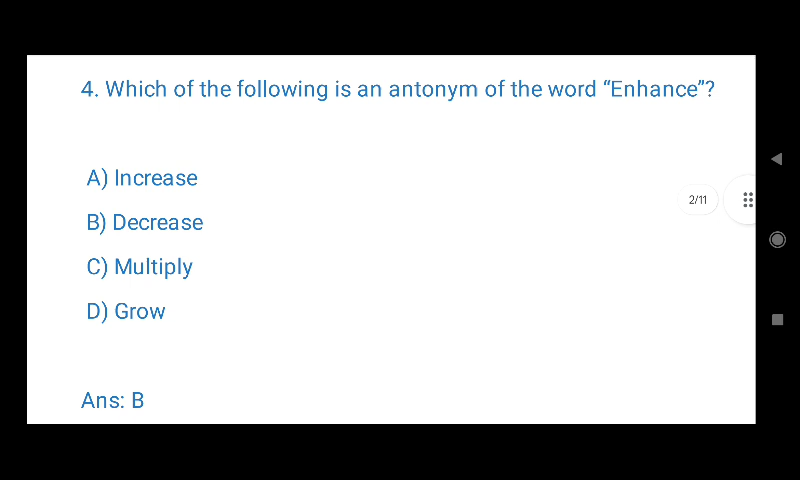 4. Which of the following is an antonym of the word “Enhance”?
A) Increase
B) Decrease
2/11
C) Multiply
D) Grow
Ans: B